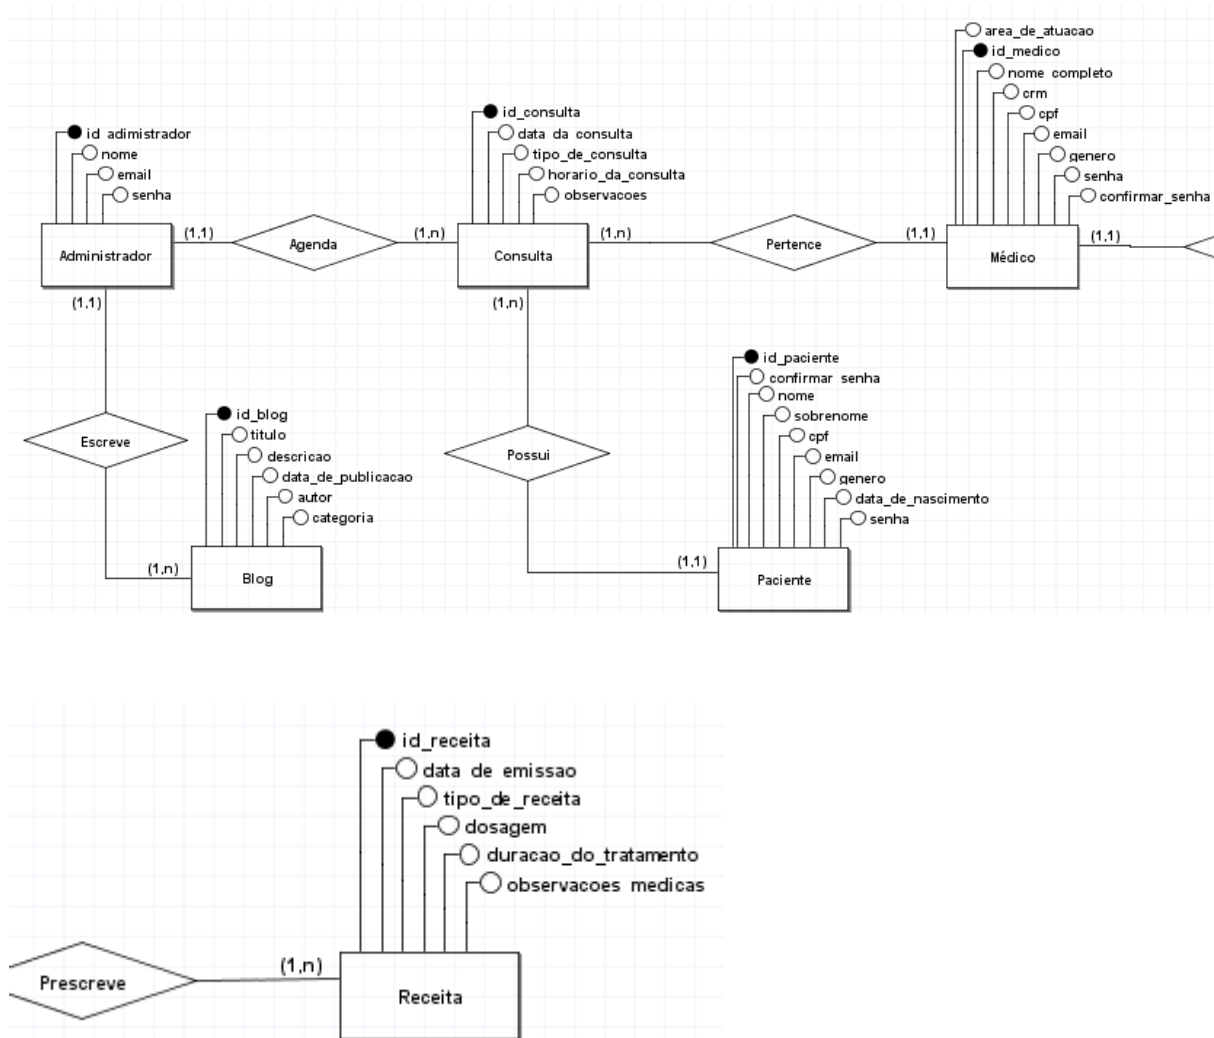 area_de_atuacao
id_medico
nome completo
crm
cpf
email
genero
senha
confirmar_senha
id_consulta
data da consulta
tipo_de_consulta
horario_da_consulta
observacoes
id adimistrador
nome
email
senha
Administrador
(1,1)
Agenda
(1,n)
Consulta
(1,n)
Pertence
(1,1)
Médico
(1,1)
(1,1)
(1,n)
id_paciente
confirmar senha
nome
sobrenome
cpf
email
genero
data_de_nascimento
senha
id_blog
titulo
descricao
data_de_publicacao
autor
categoria
Escreve
Possui
(1,n)
Blog
(1,1)
Paciente
id_receita
data de emissao
tipo_de_receita
dosagem
duracao_do_tratamento
observacoes medicas
Prescreve
(1,n)
Receita